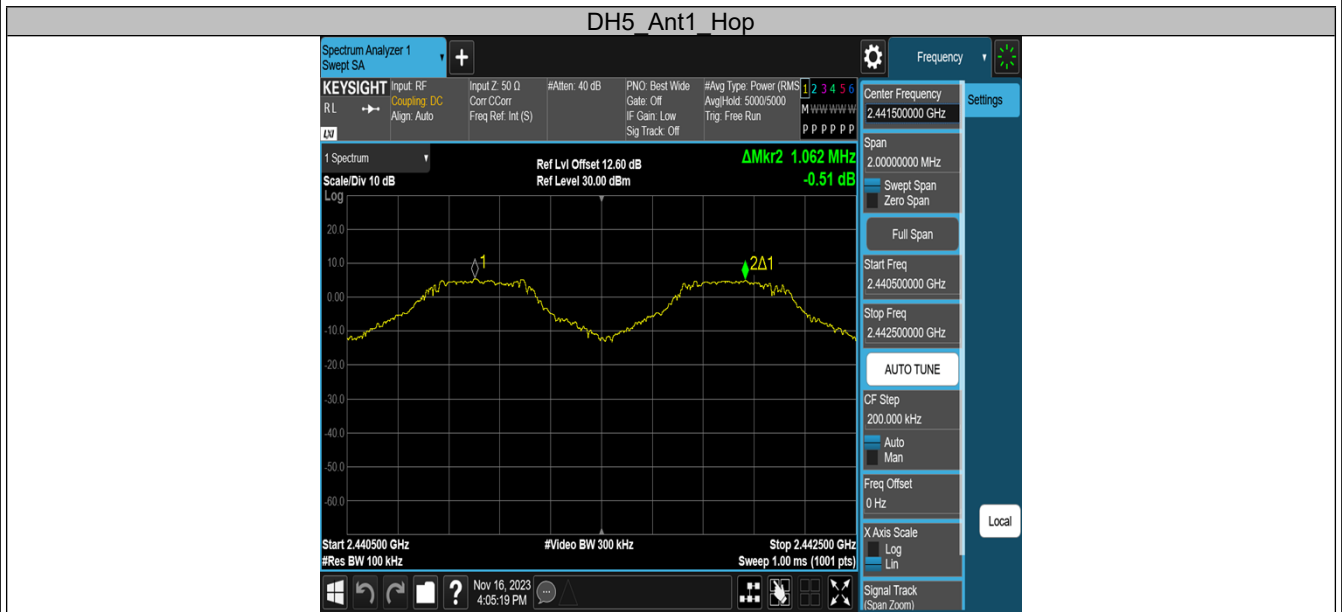 DH5_Ant1_Hop
Spectrum Analyzer 1
Swept SA
+
Frequency
KEYSIGHT
RL
LXI
Input: RF
Coupling: DC
Align: Auto
Input Z: 50 Ω
Corr CCorr
Freq Ref: Int (S)
#Atten: 40 dB
PNO: Best Wide
Gate: Off
IF Gain: Low
Sig Track: Off
#Avg Type: Power (RMS
Avg|Hold: 5000/5000
Trig: Free Run
1 2 3 4 5 6
M W W W W W
P P P P P P
1 Spectrum
Scale/Div 10 dB
Log
Ref Lvl Offset 12.60 dB
Ref Level 30.00 dBm
ΔMkr2 1.062 MHz
-0.51 dB
20.0
10.0
0.00
-10.0
-20.0
-30.0
-40.0
-50.0
-60.0
1
2Δ1
Start 2.440500 GHz
#Res BW 100 kHz
#Video BW 300 kHz
Stop 2.442500 GHz
Sweep 1.00 ms (1001 pts)
Center Frequency
2.441500000 GHz
Span
2.00000000 MHz
Swept Span
Zero Span
Full Span
Start Freq
2.440500000 GHz
Stop Freq
2.442500000 GHz
AUTO TUNE
CF Step
200.000 kHz
Auto
Man
Freq Offset
0 Hz
X Axis Scale
Log
Lin
Signal Track
(Span Zoom)
Settings
Local
?
Nov 16, 2023
4:05:19 PM